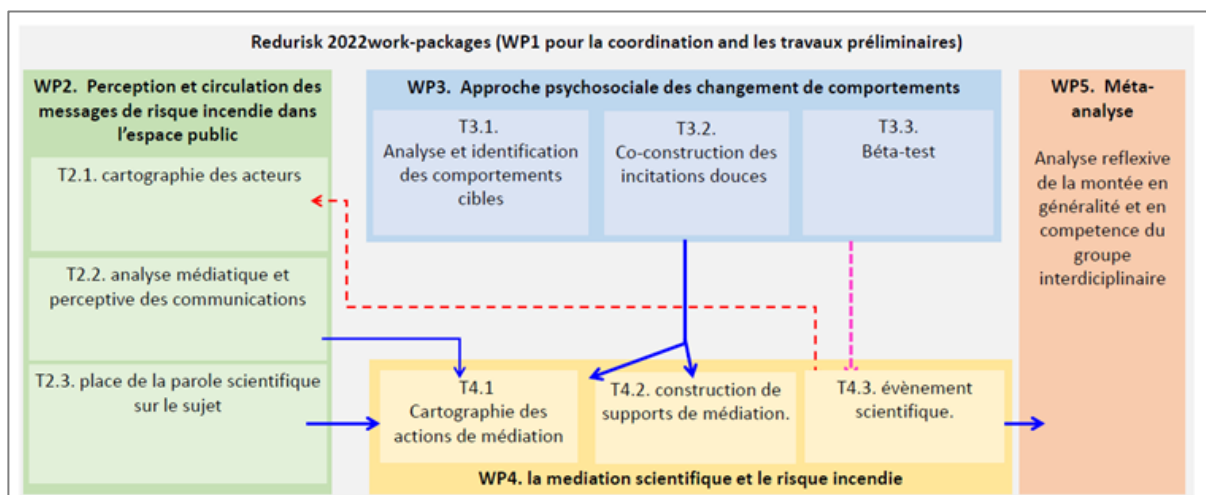 Redurisk 2022work-packages (WP1 pour la coordination and les travaux préliminaires)
WP2. Perception et circulation des
messages de risque incendie dans
l'espace public
T2.1. cartographie des acteurs
T2.2. analyse médiatique et
perceptive des communications
T2.3. place de la parole scientifique
sur le sujet
WP3. Approche psychosociale des changement de comportements
T3.1.
Analyse et identification
des comportements
cibles
T3.2.
Co-construction des
incitations douces
T3.3.
Béta-test
T4.1
Cartographie des
actions de médiation
T4.2. construction de
supports de médiation.
T4.3. évènement
scientifique.
WP4. la mediation scientifique et le risque incendie
WP5. Méta-
analyse
Analyse reflexive
de la montée en
généralité et en
competence du
groupe
interdiciplinaire